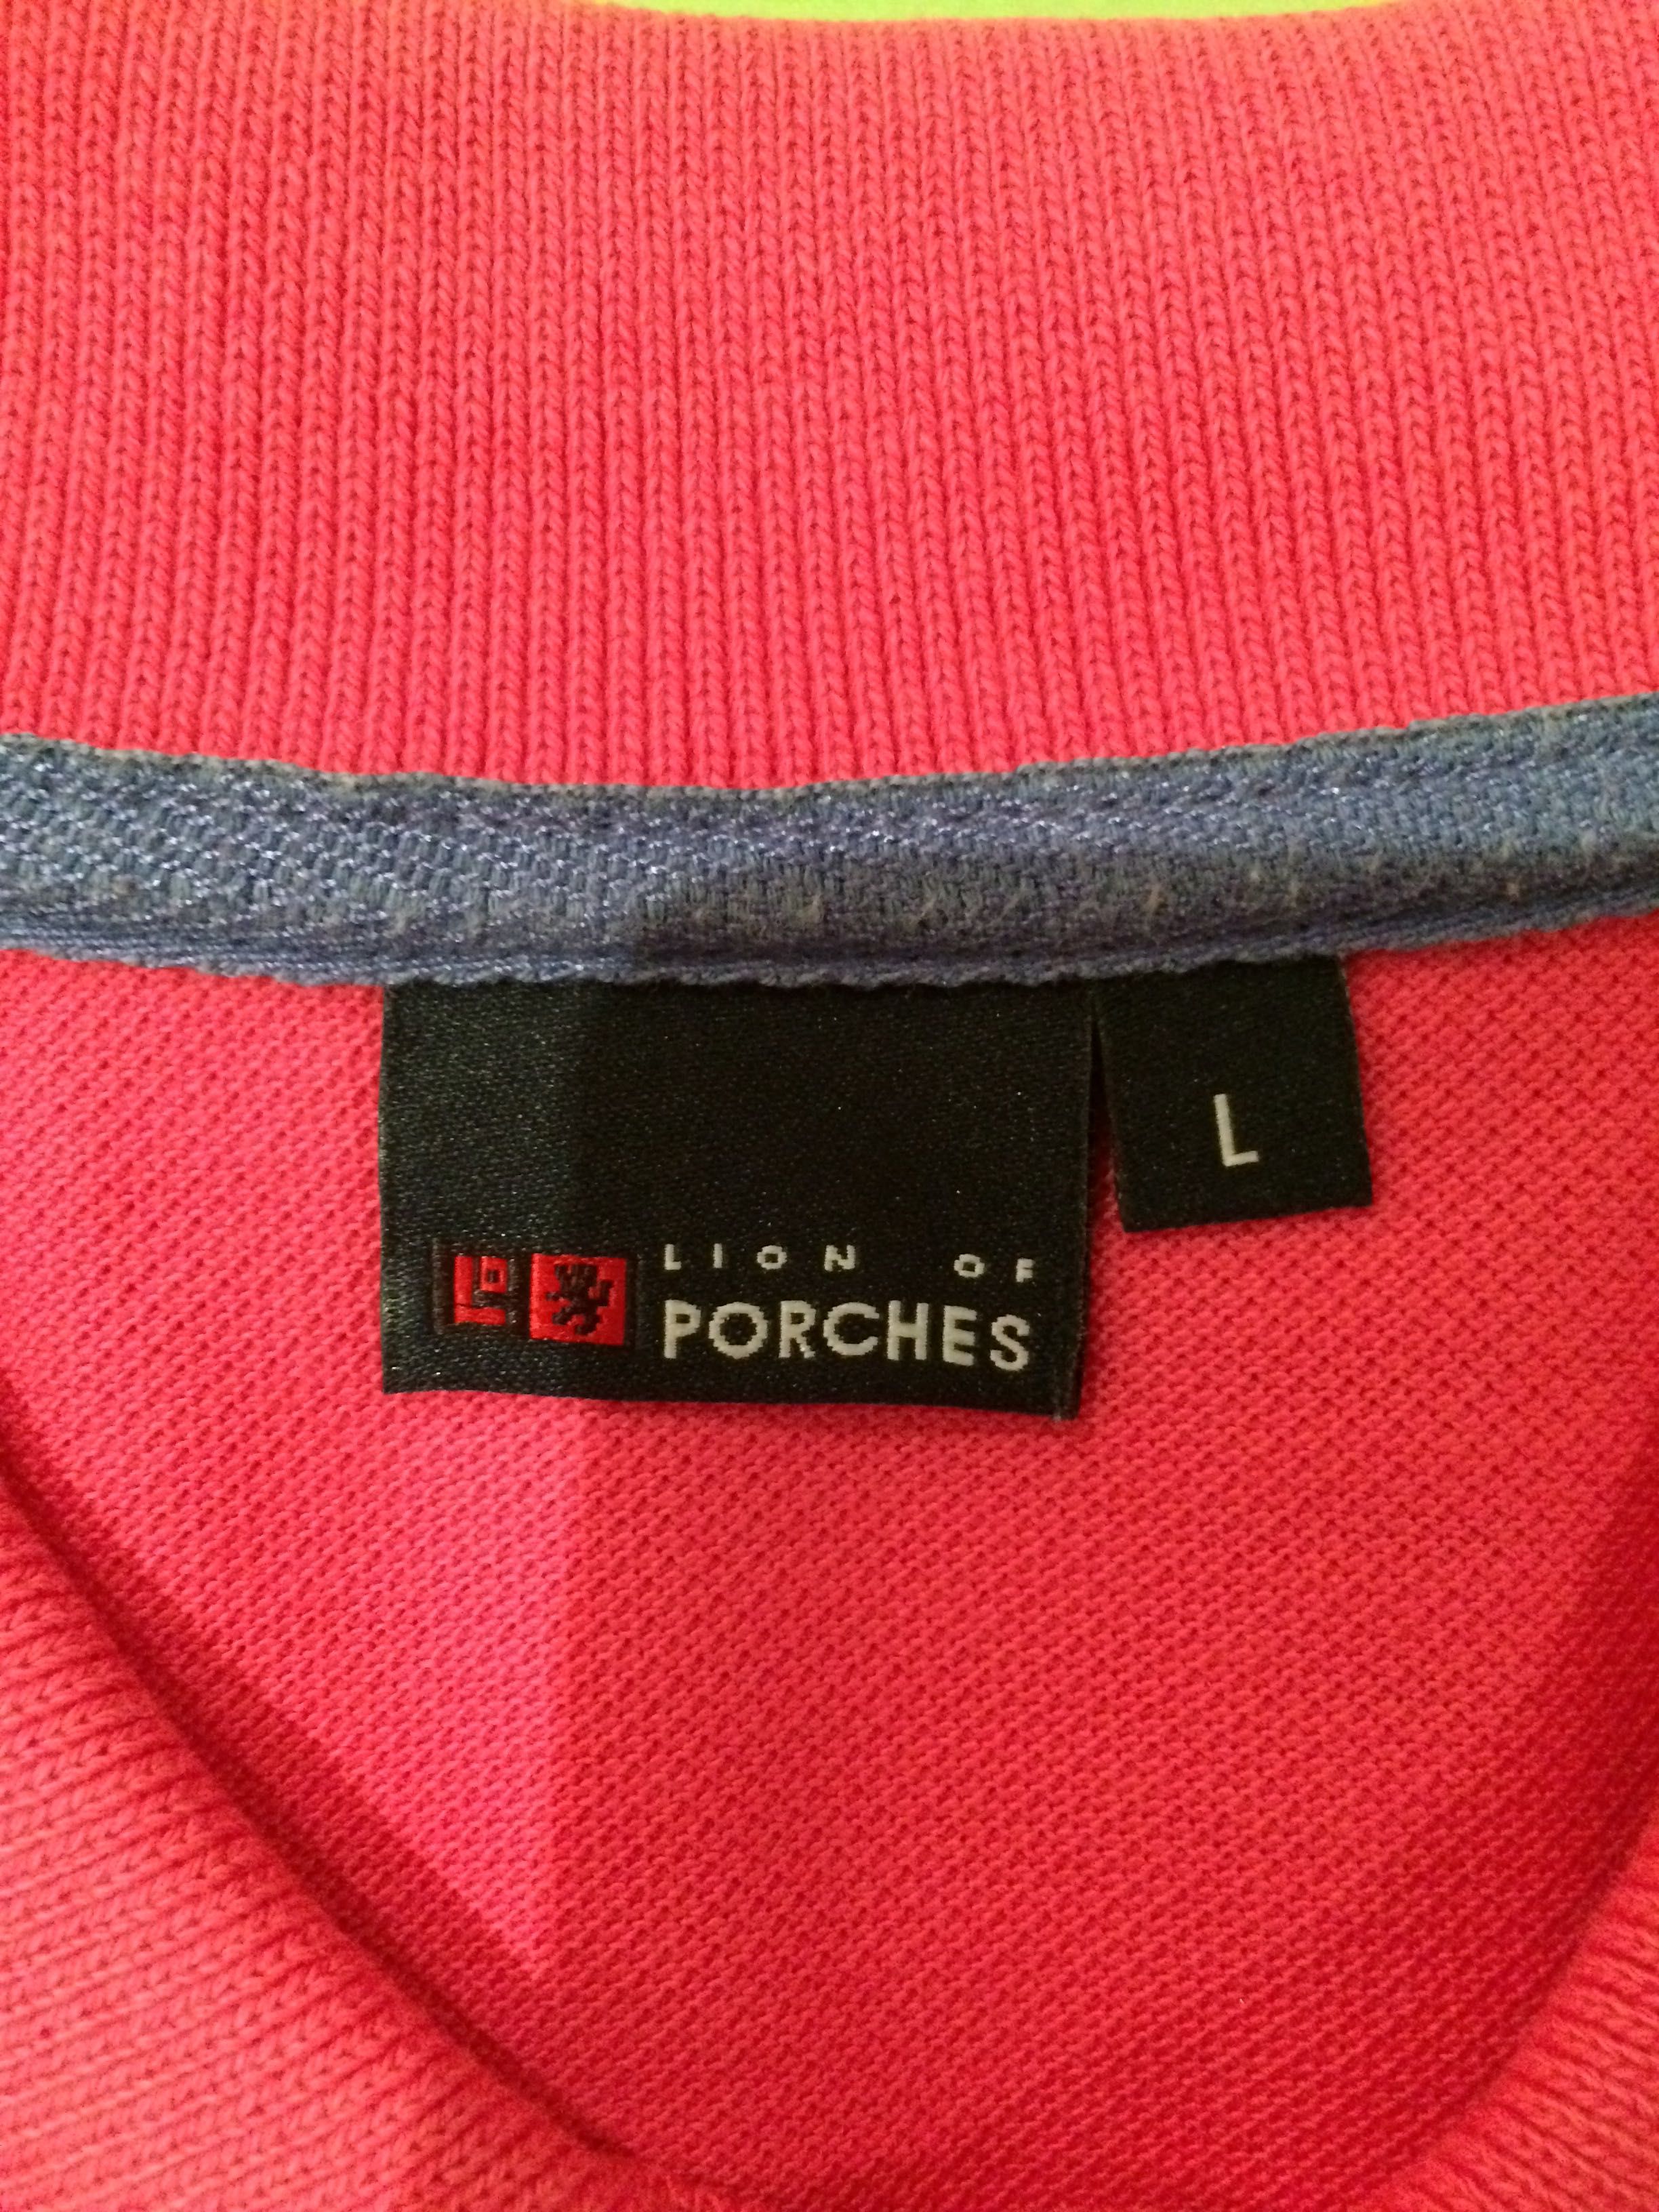 LION OF
PORCHES
L